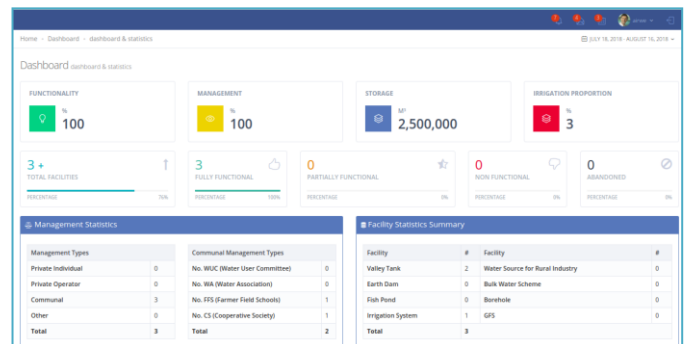 admin
Home - Dashboard - dashboard & statistics
JULY 18, 2018 - AUGUST 16, 2018
Dashboard dashboard & statistics
FUNCTIONALITY
%
100
MANAGEMENT
%
100
STORAGE
M³
2,500,000
IRRIGATION PROPORTION
%
3
3 +
TOTAL FACILITIES
PERCENTAGE 76%
3
FULLY FUNCTIONAL
PERCENTAGE 100%
0
PARTIALLY FUNCTIONAL
PERCENTAGE 0%
0
NON FUNCTIONAL
PERCENTAGE 0%
0
ABANDONED
PERCENTAGE 0%
Management Statistics
Management Types
Private Individual 0
Private Operator 0
Communal 3
Other 0
Total 3
Communal Management Types
No. WUC (Water User Committee) 0
No. WA (Water Association) 0
No. FFS (Farmer Field Schools) 1
No. CS (Cooperative Society) 1
Total 2
Facility Statistics Summary
Facility # Facility #
Valley Tank 2 Water Source for Rural Industry 0
Earth Dam 0 Bulk Water Scheme 0
Fish Pond 0 Borehole 0
Irrigation System 1 GFS 0
Total 3